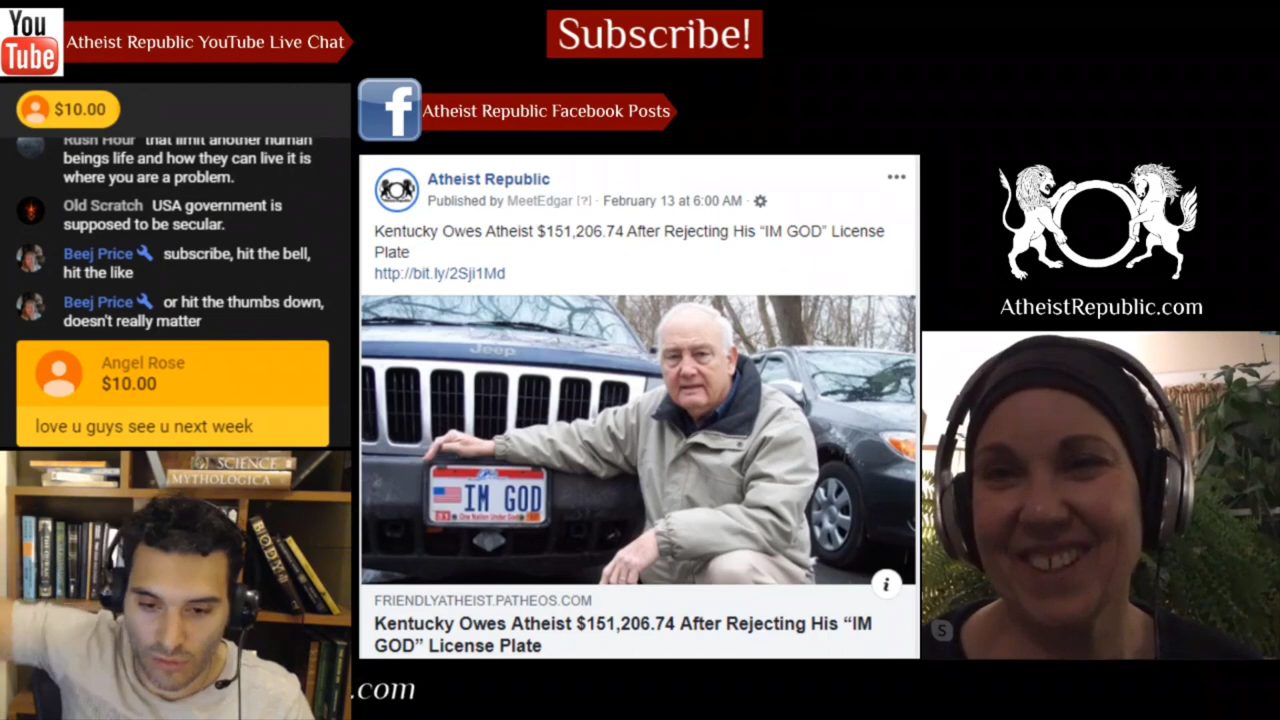 You
Tube
Atheist Republic YouTube Live Chat
Subscribe!
$10.00
Rush Hour that limit another human
beings life and how they can live it is
where you are a problem.
Old Scratch USA government is
supposed to be secular.
Beej Price subscribe, hit the bell,
hit the like
Beej Price or hit the thumbs down,
doesn't really matter
Angel Rose
$10.00
love u guys see u next week
f
Atheist Republic Facebook Posts
Atheist Republic
Published by MeetEdgar [?] · February 13 at 6:00 AM ·
Kentucky Owes Atheist $151,206.74 After Rejecting His “IM GOD” License
Plate
http://bit.ly/2Sji1Md
Jeep
IM GOD
One Nation Under God
i
FRIENDLYATHEIST.PATHEOS.COM
Kentucky Owes Atheist $151,206.74 After Rejecting His “IM
GOD” License Plate
AtheistRepublic.com
S
SCIENCE
MYTHOLOGICA
BODY
.com